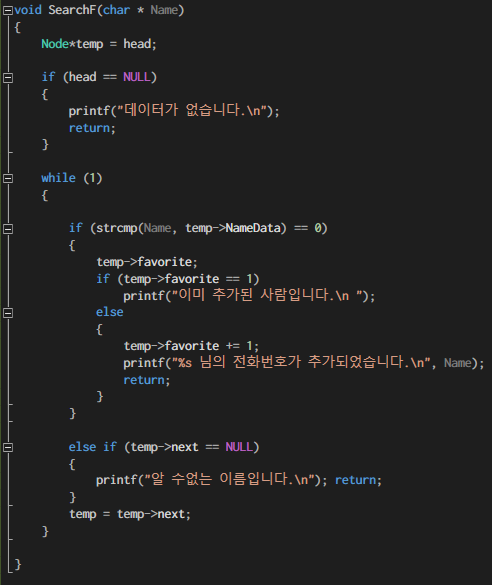 void SearchF(char * Name)
{
    Node*temp = head;

    if (head == NULL)
    {
        printf("데이터가 없습니다.\n");
        return;
    }

    while (1)
    {

        if (strcmp(Name, temp->NameData) == 0)
        {
            temp->favorite;
            if (temp->favorite == 1)
                printf("이미 추가된 사람입니다.\n ");
            else
            {
                temp->favorite += 1;
                printf("%s 님의 전화번호가 추가되었습니다.\n", Name);
                return;
            }
        }

        else if (temp->next == NULL)
        {
            printf("알 수없는 이름입니다.\n"); return;
        }
        temp = temp->next;
    }

}